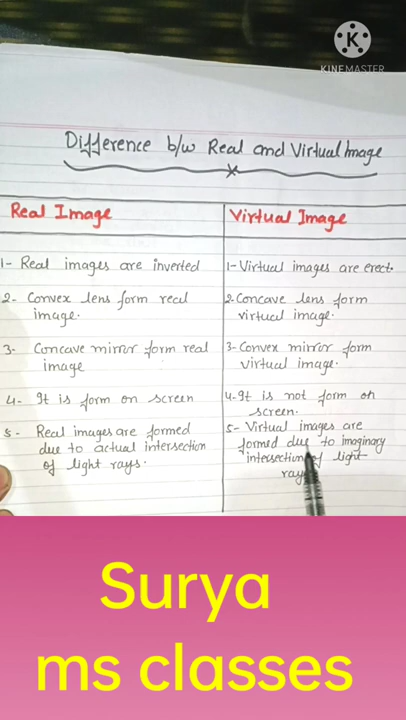 KINEMASTER
Difference b/w Real and Virtual Image
Real Image
1- Real images are inverted
2- Convex lens form real
image.
3- Concave mirror form real
image
4- It is form on screen
5- Real images are formed
due to actual intersection
of light rays.
Virtual Image
1- Virtual images are erect.
2- Concave lens form
virtual image.
3- Convex mirror form
virtual image.
4- It is not form on
screen.
5- Virtual images are
formed due to imaginary
intersection of light
rays
Surya
ms classes